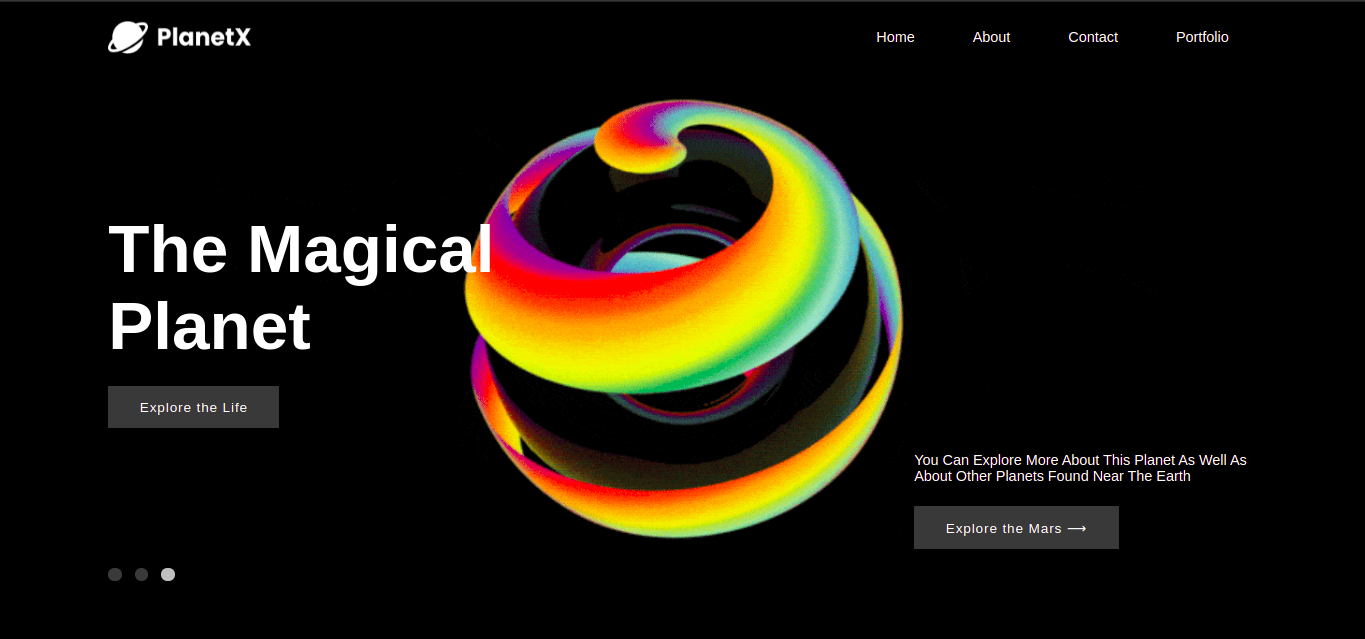 PlanetX
Home
About
Contact
Portfolio
The Magical
Planet
Explore the Life
You Can Explore More About This Planet As Well As
About Other Planets Found Near The Earth
Explore the Mars ⟶